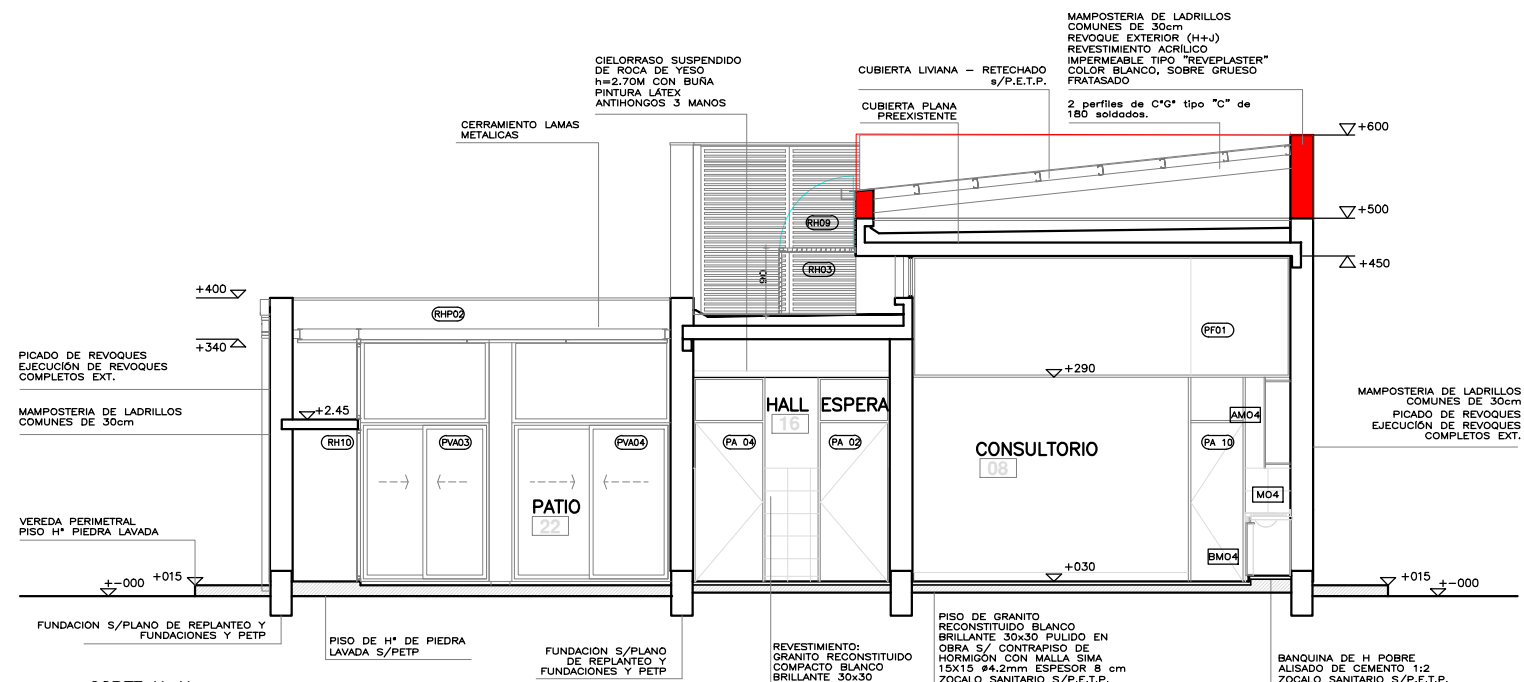 MAMPOSTERIA DE LADRILLOS
COMUNES DE 30cm
REVOQUE EXTERIOR (H+J)
REVESTIMIENTO ACRÍLICO
IMPERMEABLE TIPO "REVEPLASTER"
COLOR BLANCO, SOBRE GRUESO
FRATASADO
2 perfiles de C°G° tipo "C" de
180 soldados.
CIELORRASO SUSPENDIDO
DE ROCA DE YESO
h=2.70M CON BUÑA
PINTURA LÁTEX
ANTIHONGOS 3 MANOS
CUBIERTA LIVIANA – RETECHADO
s/P.E.T.P.
CUBIERTA PLANA
PREEXISTENTE
CERRAMIENTO LAMAS
METALICAS
+600
+500
+450
RH09
RH03
90
+400
+340
RHP02
PF01
+290
PICADO DE REVOQUES
EJECUCIÓN DE REVOQUES
COMPLETOS EXT.
MAMPOSTERIA DE LADRILLOS
COMUNES DE 30cm
+2.45
RH10
PVA03
PVA04
HALL ESPERA
16
PA 04
PA 02
CONSULTORIO
08
AM04
PA 10
M04
BM04
MAMPOSTERIA DE LADRILLOS
COMUNES DE 30cm
PICADO DE REVOQUES
EJECUCIÓN DE REVOQUES
COMPLETOS EXT.
PATIO
22
VEREDA PERIMETRAL
PISO H° PIEDRA LAVADA
+-000 +015
+030
+015 +-000
FUNDACION S/PLANO DE REPLANTEO Y
FUNDACIONES Y PETP
PISO DE H° DE PIEDRA
LAVADA S/PETP
FUNDACION S/PLANO
DE REPLANTEO Y
FUNDACIONES Y PETP
REVESTIMIENTO:
GRANITO RECONSTITUIDO
COMPACTO BLANCO
BRILLANTE 30x30
PISO DE GRANITO
RECONSTITUIDO BLANCO
BRILLANTE 30x30 PULIDO EN
OBRA S/ CONTRAPISO DE
HORMIGÓN CON MALLA SIMA
15X15 ø4.2mm ESPESOR 8 cm
ZOCALO SANITARIO S/P.E.T.P.
BANQUINA DE H POBRE
ALISADO DE CEMENTO 1:2
ZOCALO SANITARIO S/P.E.T.P.